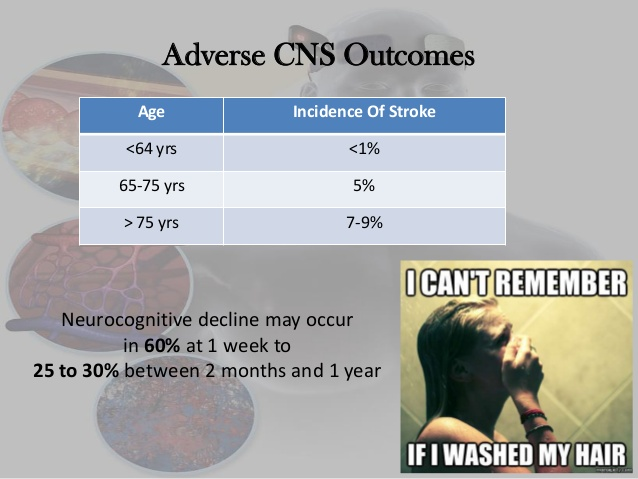 Adverse CNS Outcomes
Age Incidence Of Stroke
<64 yrs <1%
65-75 yrs 5%
> 75 yrs 7-9%
I CAN'T REMEMBER
Neurocognitive decline may occur
in 60% at 1 week to
25 to 30% between 2 months and 1 year
IF I WASHED MY HAIR